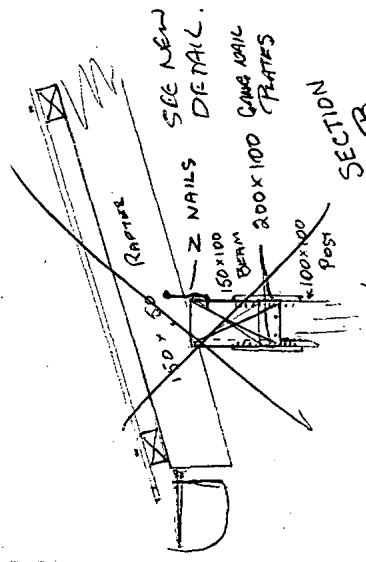 SEE NEW
DETAIL.
2 NAILS
GANG NAIL
PLATES
150x100
BEAM
200x100
100x100
POST
150 x 50
RAFTER
SECTION
B